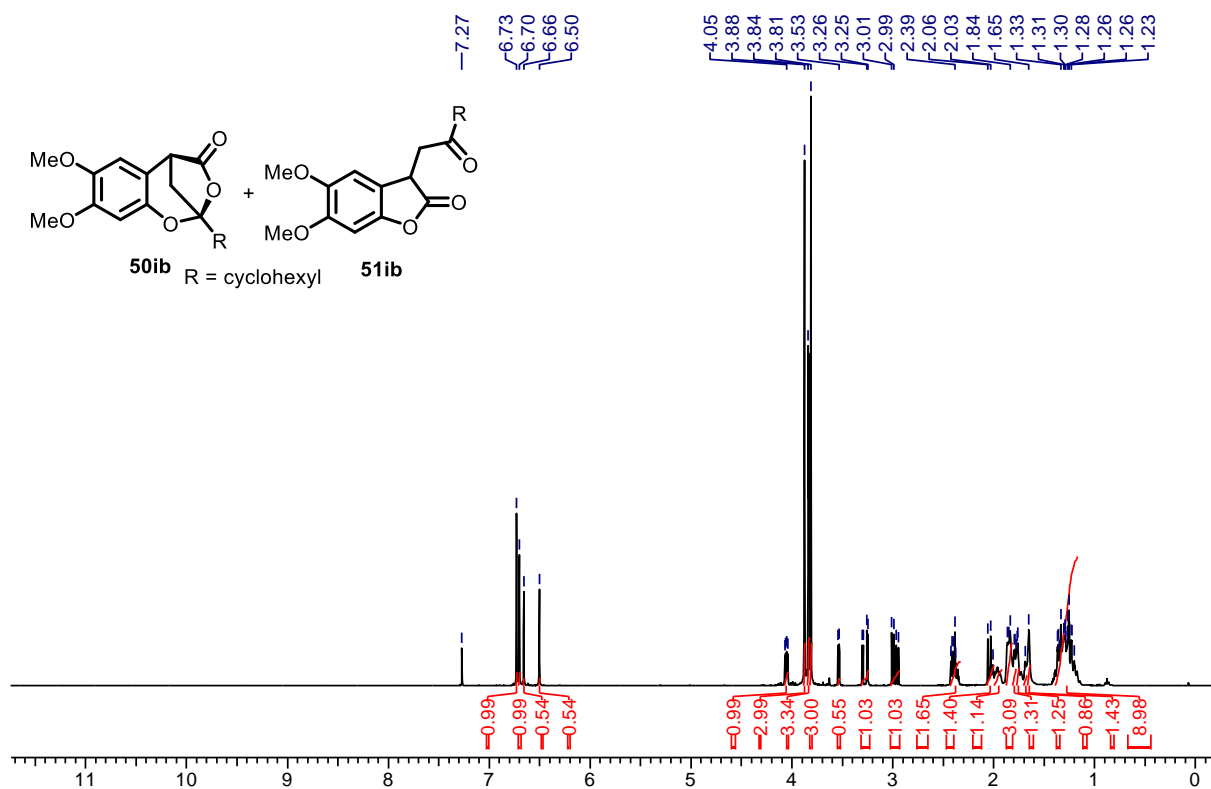 7.27
6.73
6.70
6.66
6.50
4.05
3.88
3.84
3.81
3.53
3.26
3.25
3.01
2.99
2.39
2.06
2.03
1.84
1.65
1.33
1.31
1.30
1.28
1.26
1.26
1.23
MeO
MeO
O
O
O
R
50ib
+
R = cyclohexyl
MeO
MeO
R
O
O
O
51ib
0.99
0.99
0.54
0.54
0.99
2.99
3.34
3.00
0.55
1.03
1.03
1.65
1.40
1.14
3.09
1.31
1.25
0.86
1.43
8.98
11 10 9 8 7 6 5 4 3 2 1 0